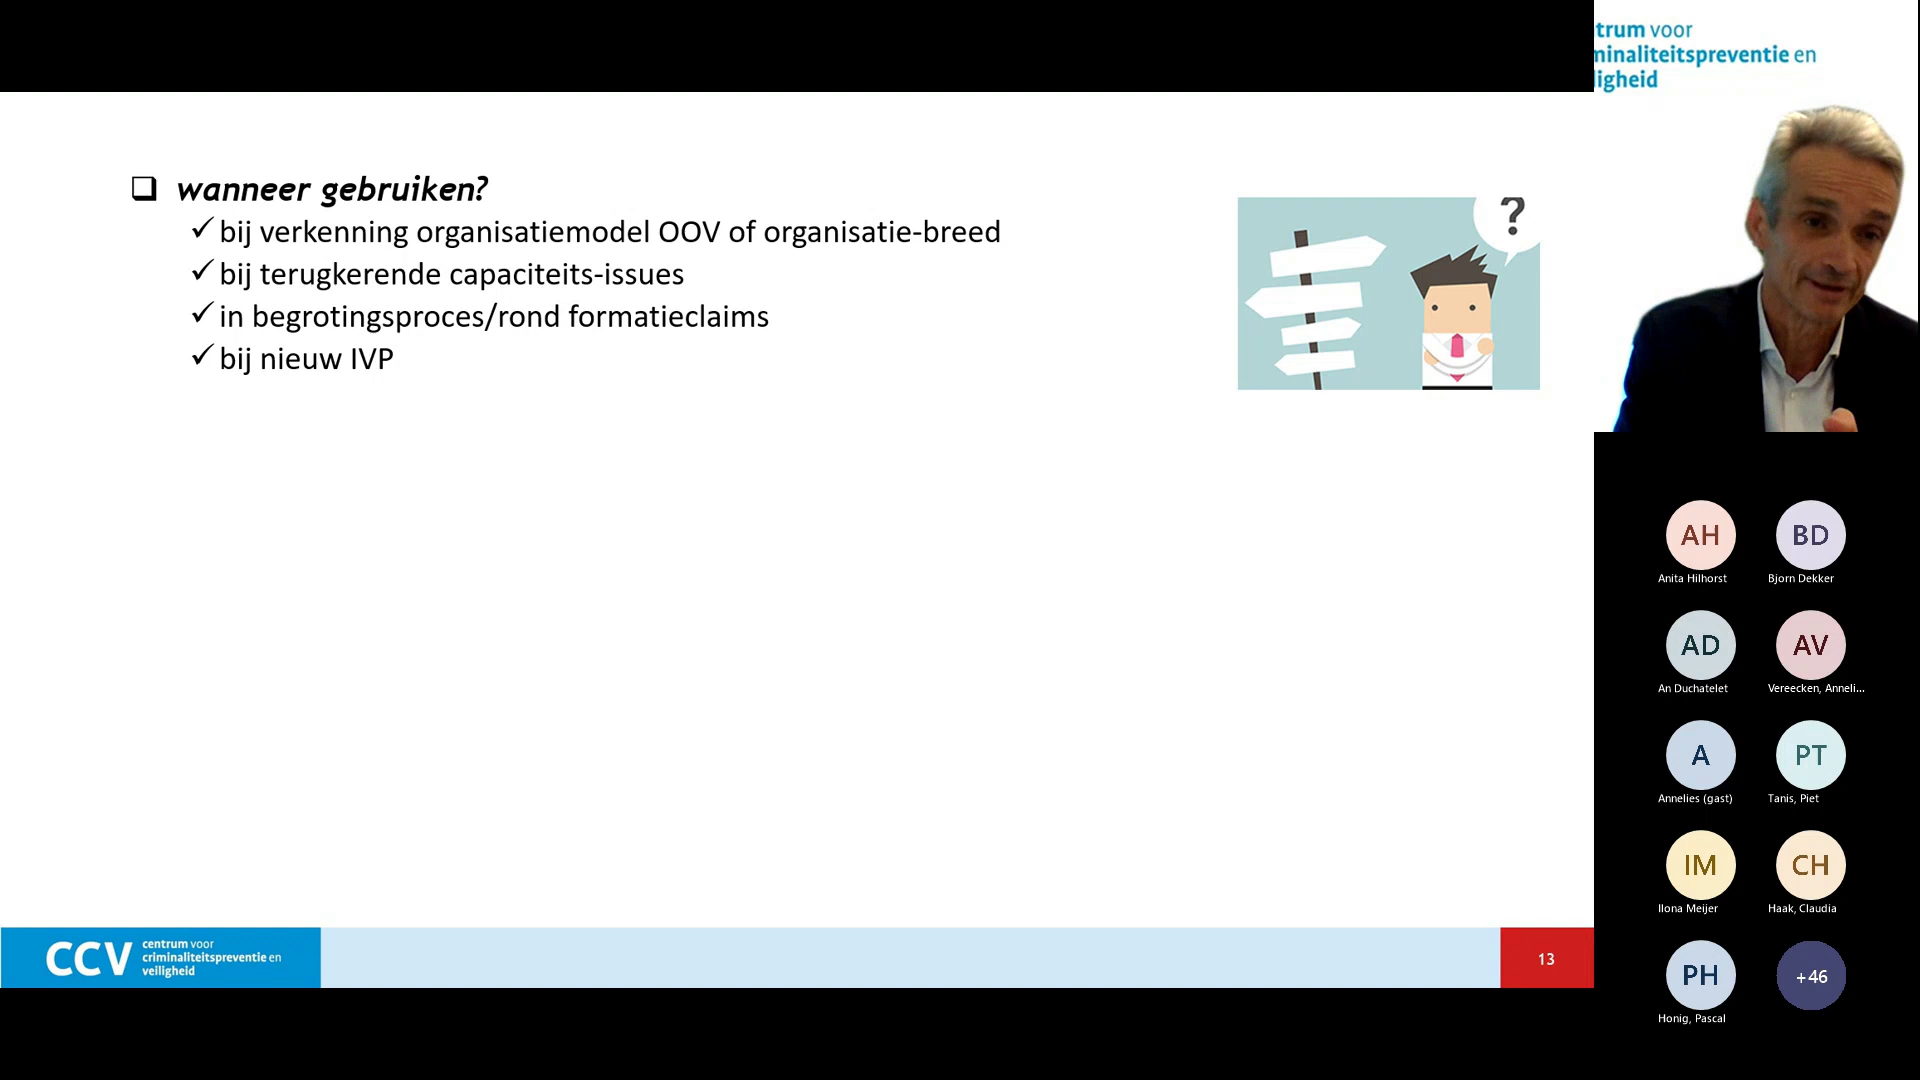 wanneer gebruiken?
bij verkenning organisatiemodel OOV of organisatie-breed
bij terugkerende capaciteits-issues
in begrotingsproces/rond formatieclaims
bij nieuw IVP
?
CCV
centrum voor
criminaliteitspreventie en
veiligheid
13
trum voor
minaliteitspreventie en
ligheid
AH
Anita Hilhorst
BD
Bjorn Dekker
AD
An Duchatelet
AV
Vereecken, Anneli...
A
Annelies (gast)
PT
Tanis, Piet
IM
Ilona Meijer
CH
Haak, Claudia
PH
Honig, Pascal
+46